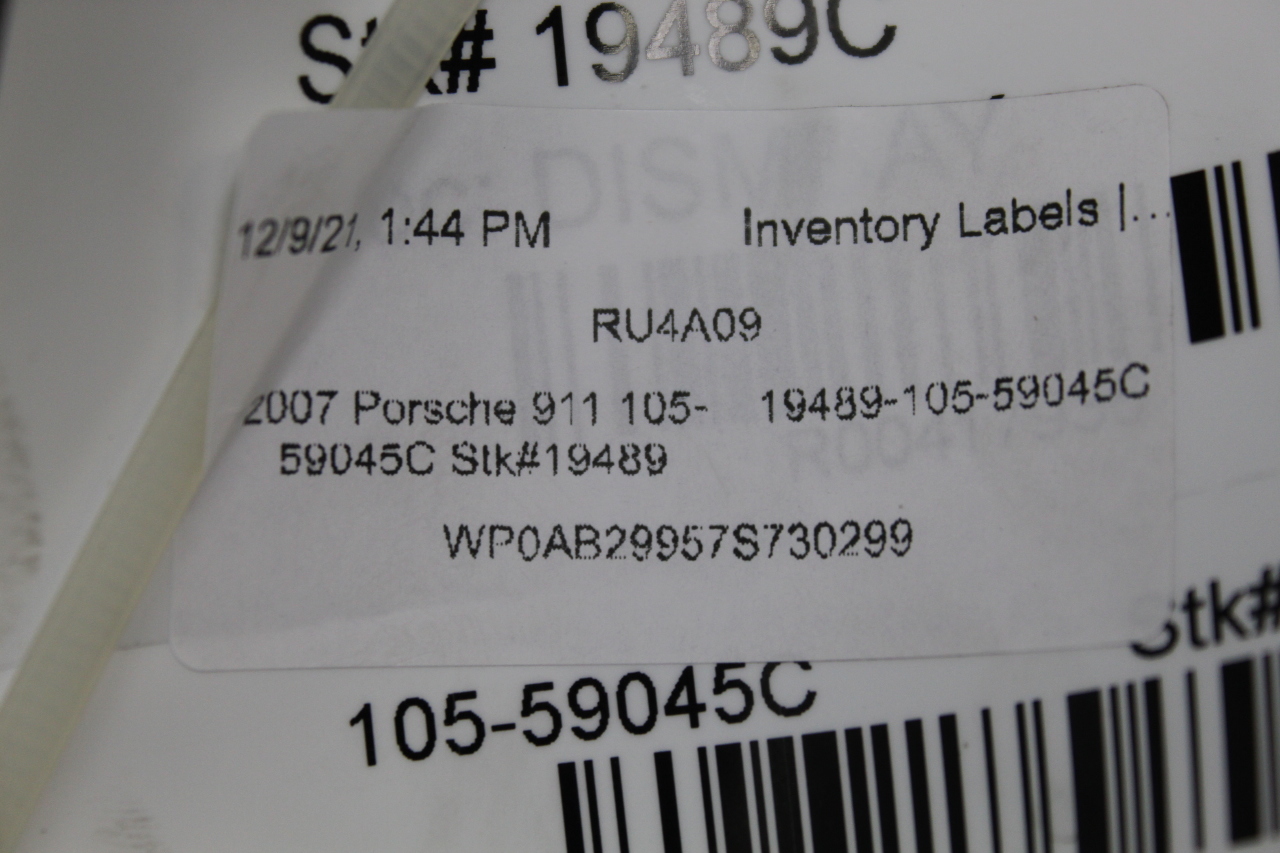 Stk# 19489C
12/9/21, 1:44 PM Inventory Labels |...
RU4A09
2007 Porsche 911 105- 19489-105-59045C
59045C Stk#19489
WP0AB29957S730299
Stk#
105-59045C